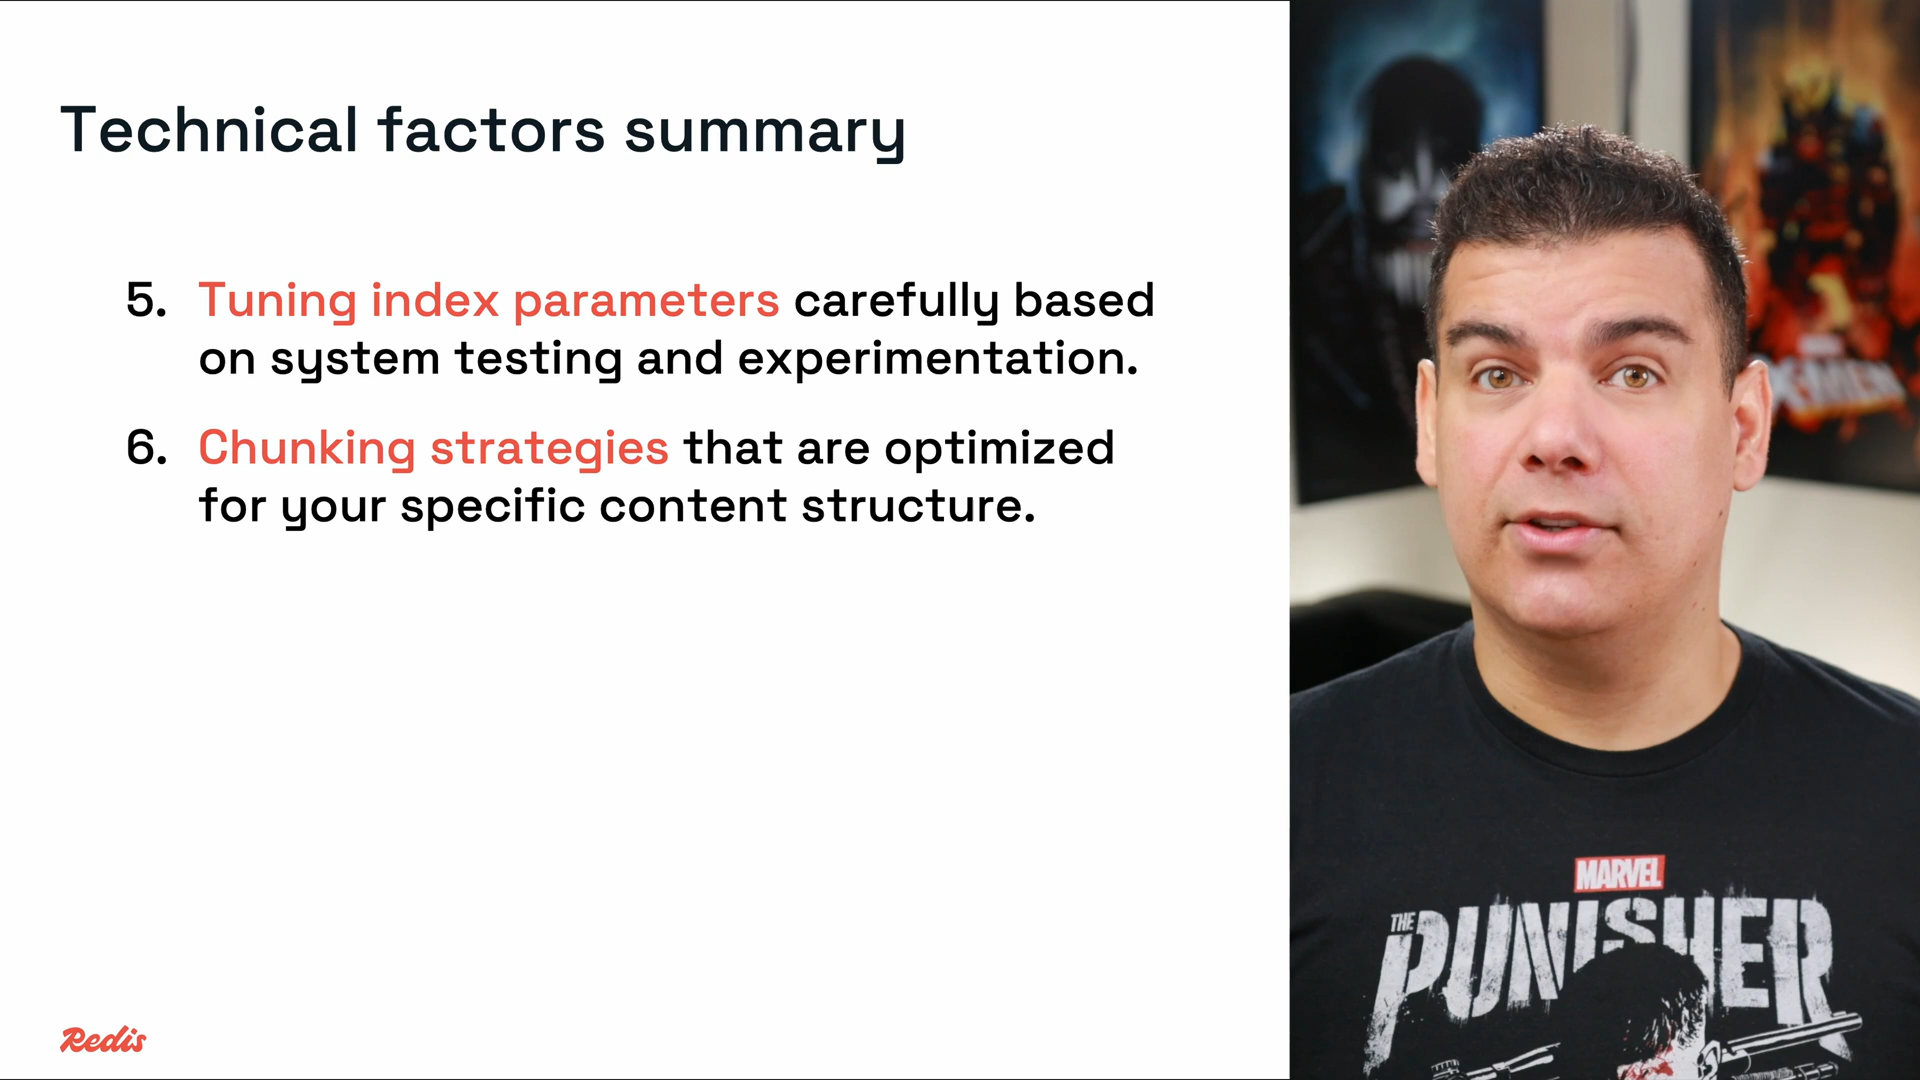 Technical factors summary
5. Tuning index parameters carefully based
on system testing and experimentation.
6. Chunking strategies that are optimized
for your specific content structure.
Redis
X-MEN
MARVEL
THE
PUNISHER